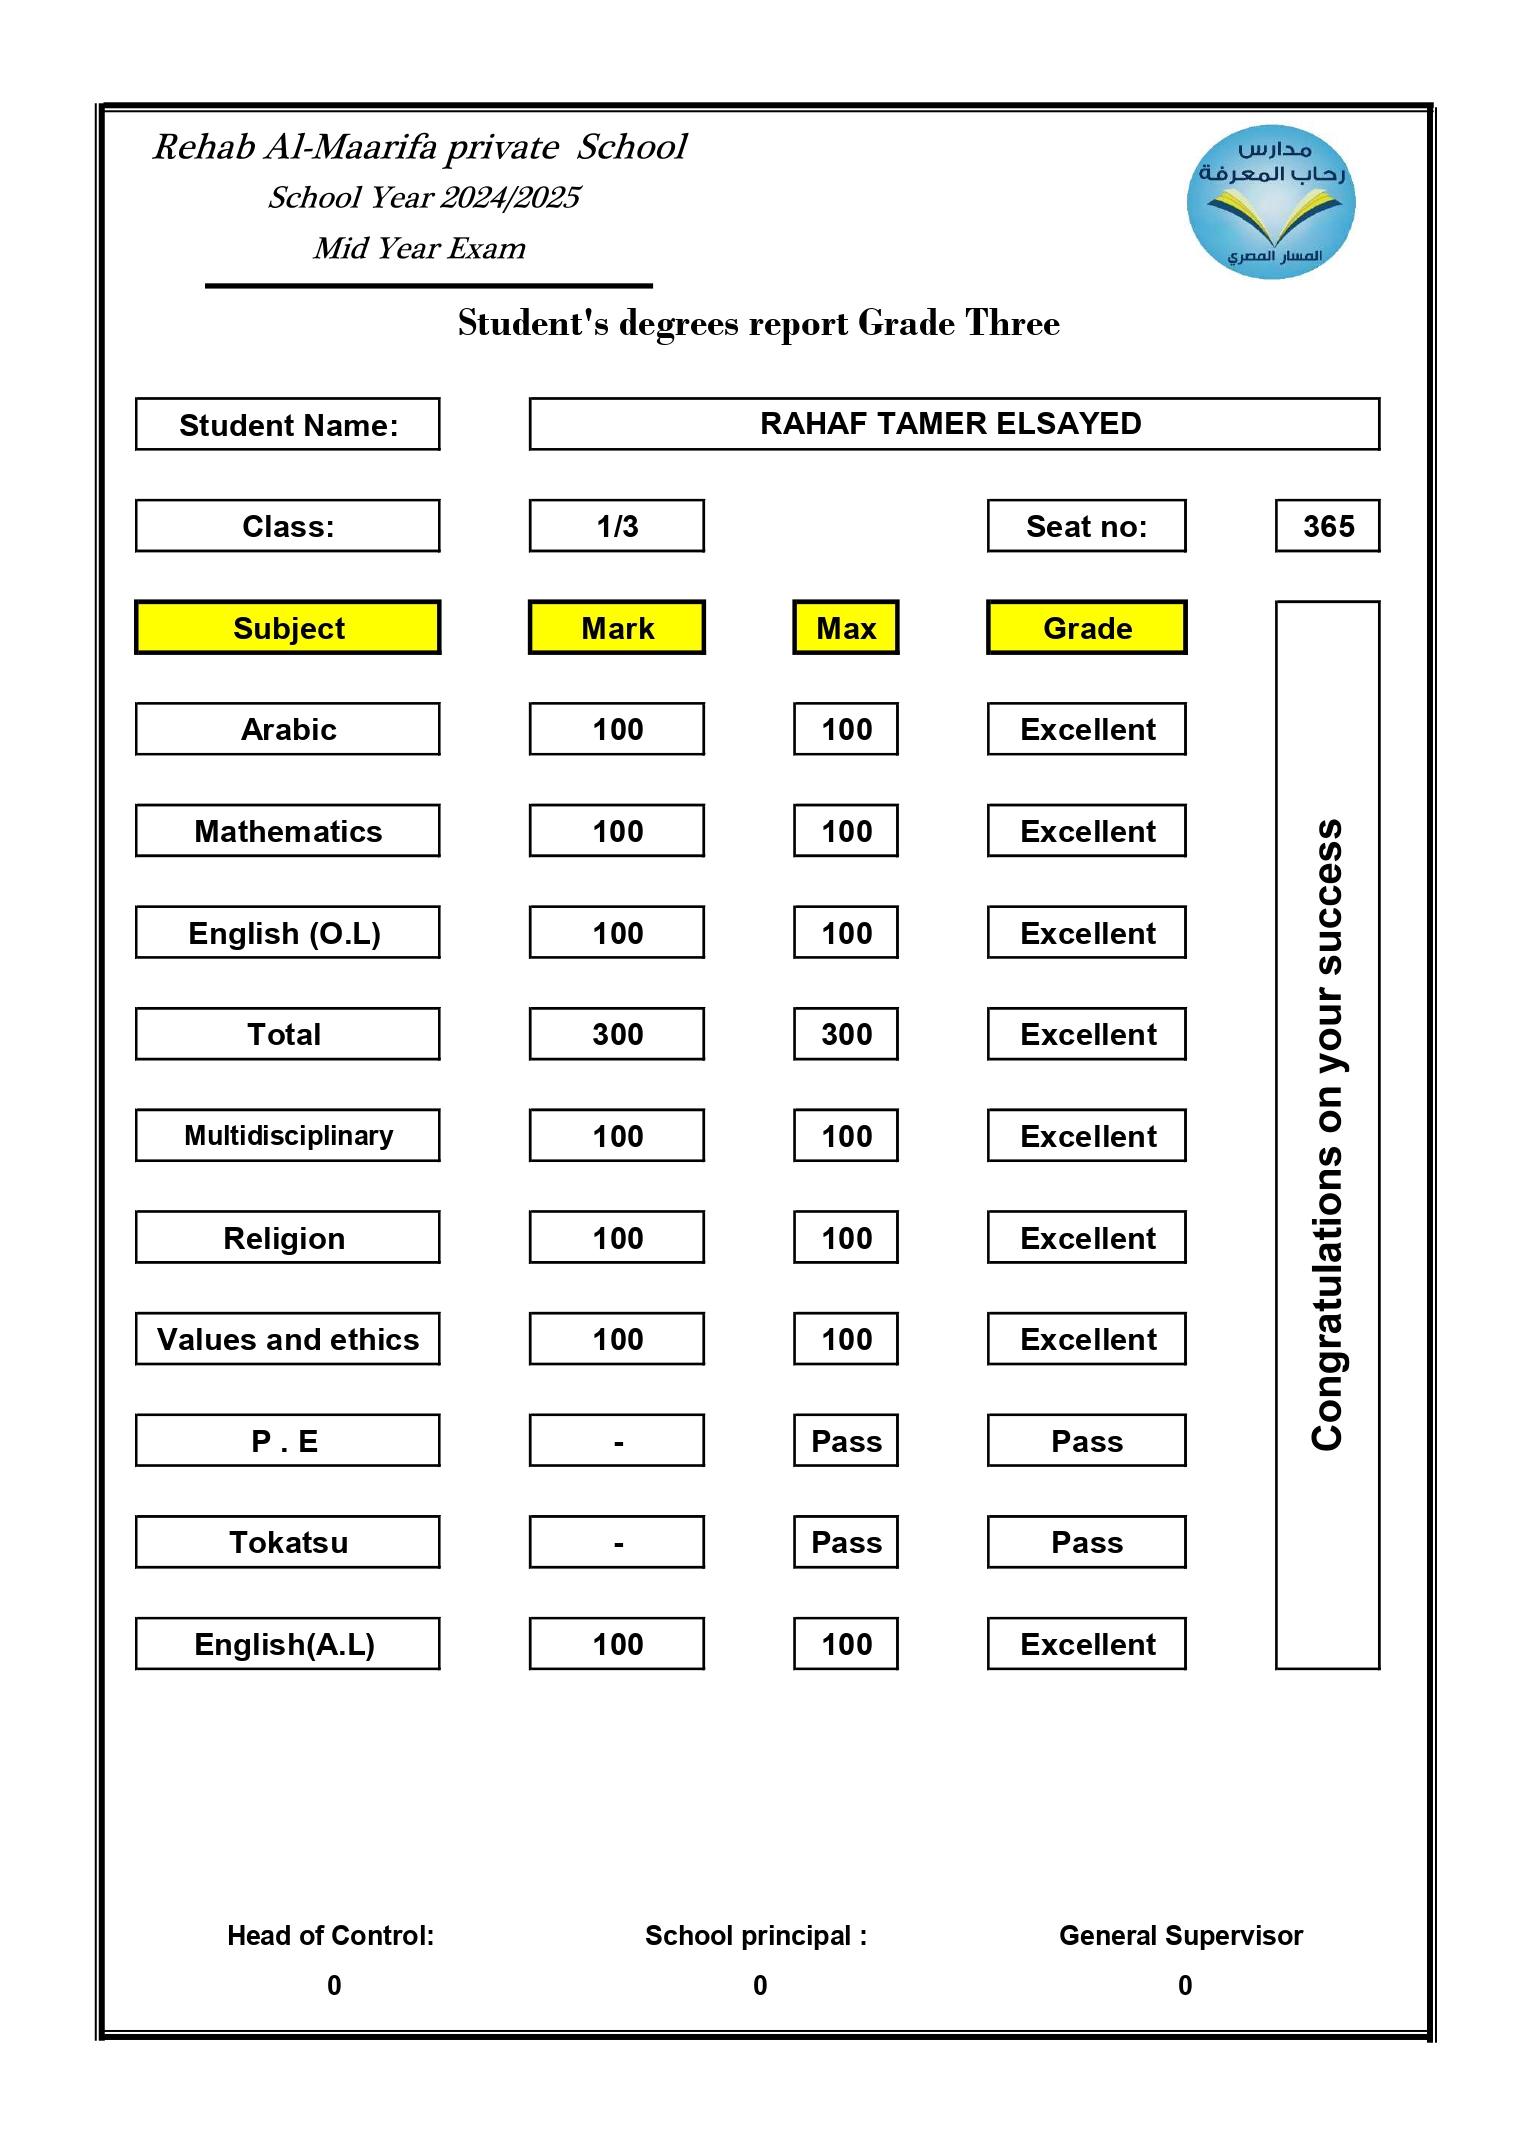 Rehab Al-Maarifa private School
School Year 2024/2025
Mid Year Exam
مدارس
رحاب المعرفة
المسار المصري
Student's degrees report Grade Three
Student Name: RAHAF TAMER ELSAYED
Class: 1/3 Seat no: 365
Subject Mark Max Grade
Arabic 100 100 Excellent
Mathematics 100 100 Excellent
English (O.L) 100 100 Excellent
Total 300 300 Excellent
Multidisciplinary 100 100 Excellent
Religion 100 100 Excellent
Values and ethics 100 100 Excellent
P . E - Pass Pass
Tokatsu - Pass Pass
English(A.L) 100 100 Excellent
Congratulations on your success
Head of Control: School principal : General Supervisor
0 0 0